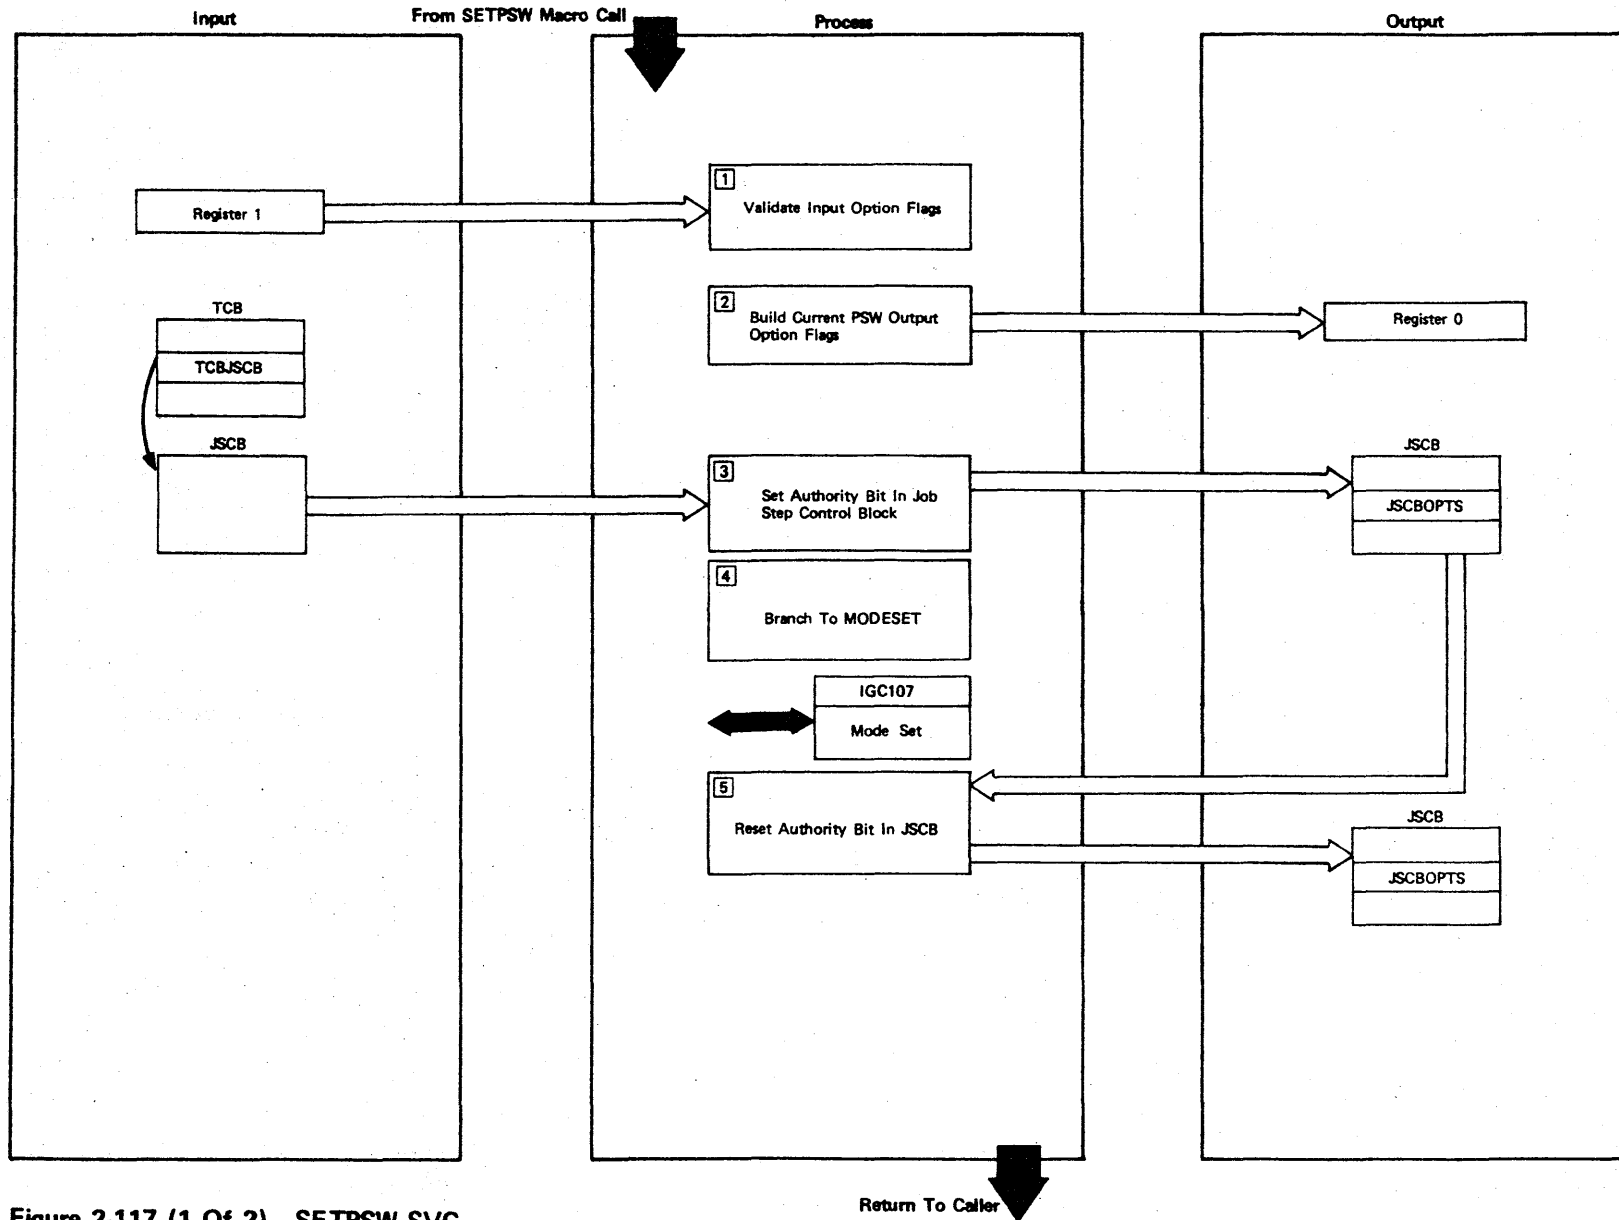 Input
From SETPSW Macro Call
Process
Output
Register 1
1
Validate Input Option Flags
TCB
TCBJSCB
2
Build Current PSW Output
Option Flags
Register 0
JSCB
3
Set Authority Bit In Job
Step Control Block
JSCB
JSCBOPTS
4
Branch To MODESET
IGC107
Mode Set
5
Reset Authority Bit In JSCB
JSCB
JSCBOPTS
Return To Caller
Figure 2-117 (1 Of 2) SETPSW SVC